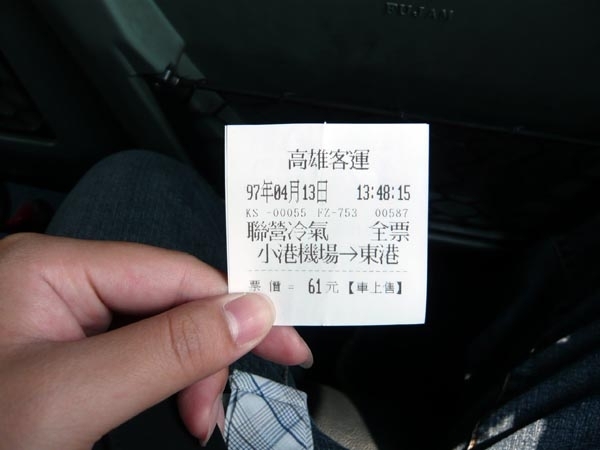 FUJAN
高雄客運
97年04月13日 13:48:15
KS -00055 FZ-753 00587
聯營冷氣 全票
小港機場→東港
票價= 61元【車上售】